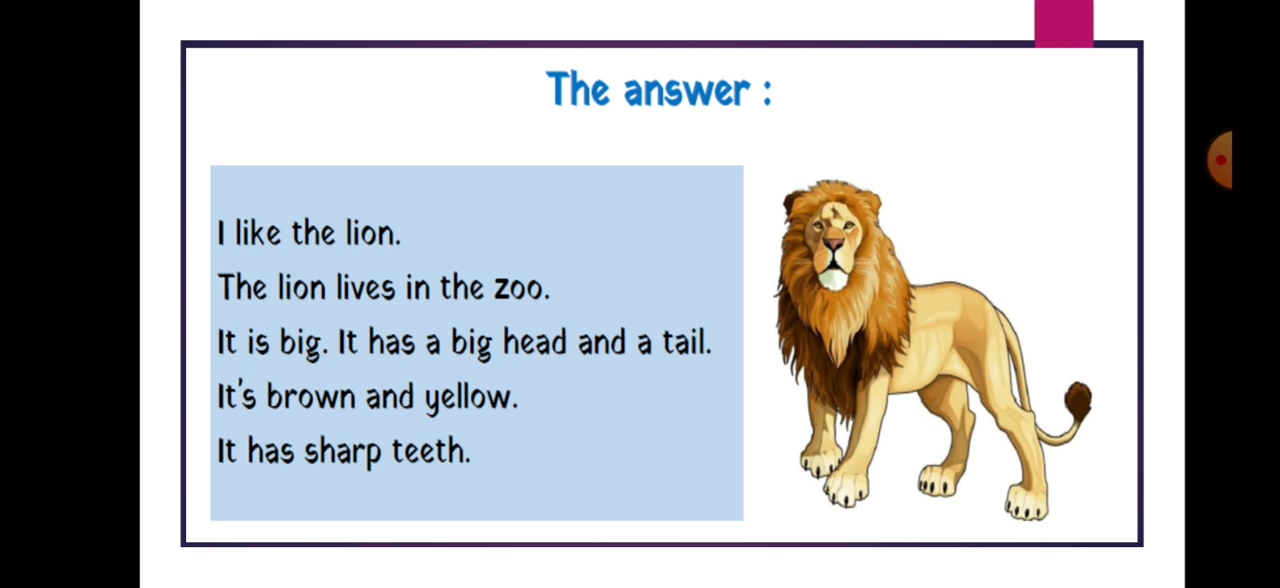 The answer :
I like the lion.
The lion lives in the zoo.
It is big. It has a big head and a tail.
It's brown and yellow.
It has sharp teeth.